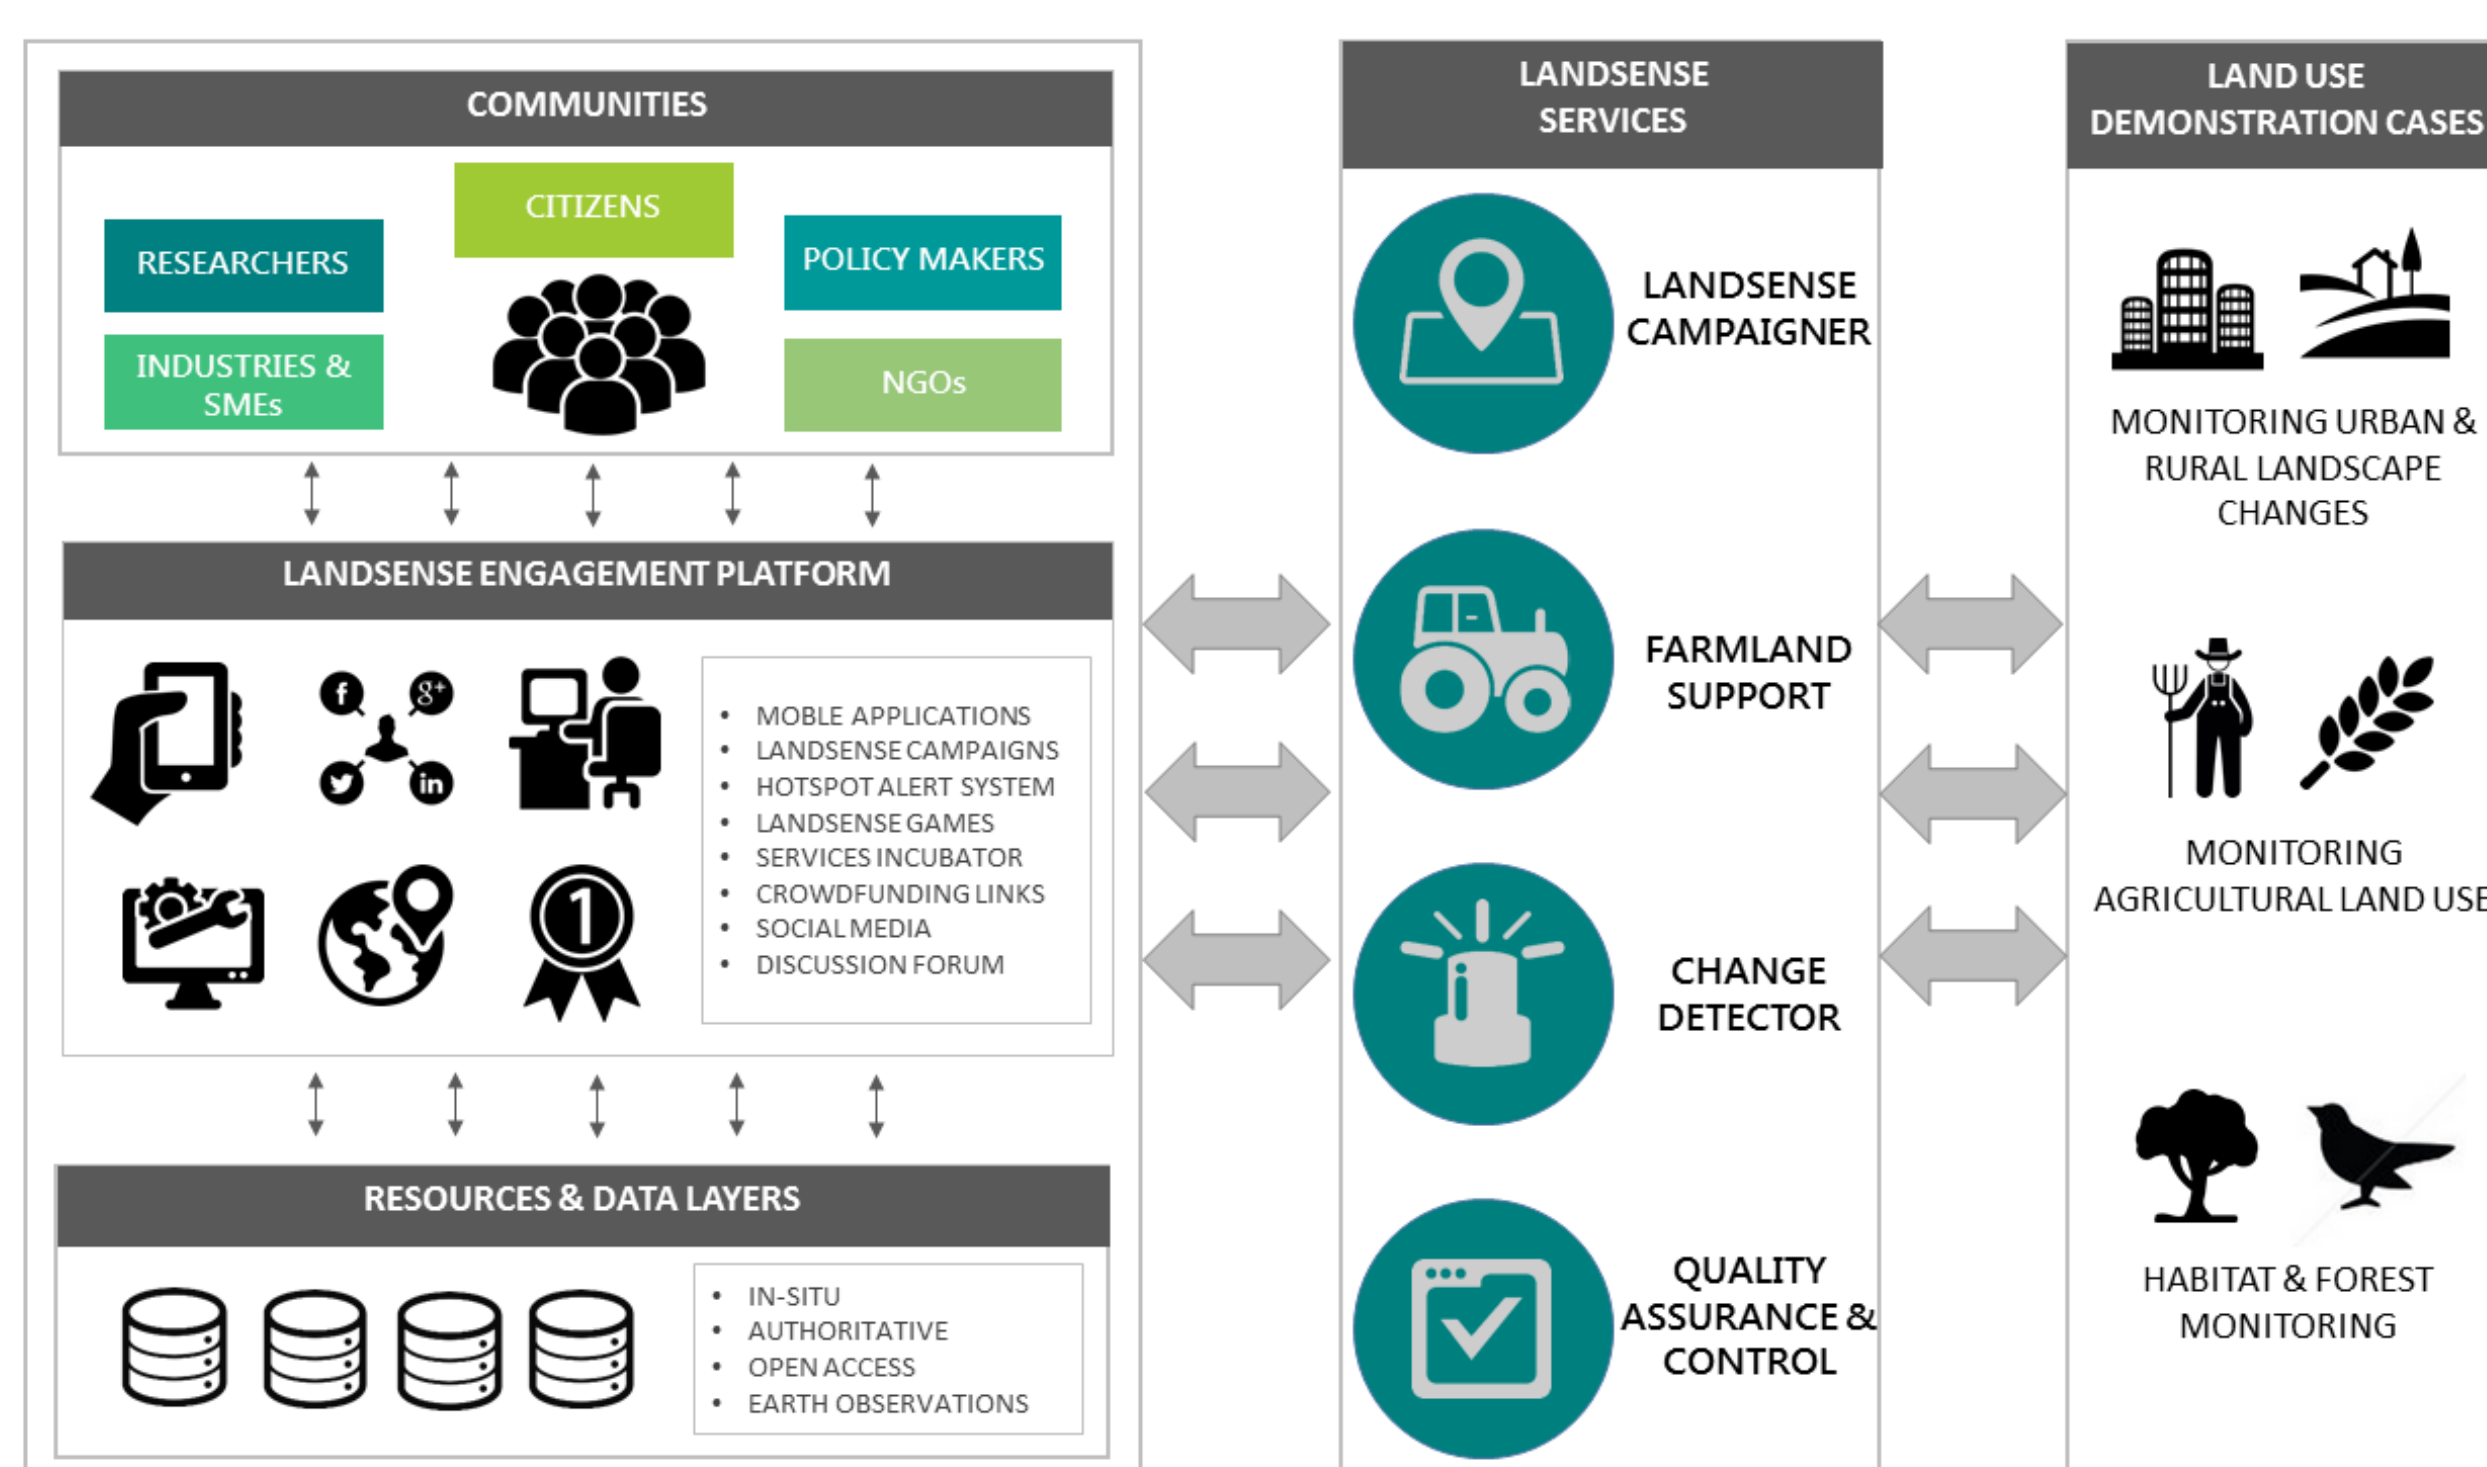 COMMUNITIES
CITIZENS
RESEARCHERS
POLICY MAKERS
INDUSTRIES &
SMEs
NGOs
LANDSENSE ENGAGEMENT PLATFORM
f
g+
in
1
• MOBLE APPLICATIONS
• LANDSENSE CAMPAIGNS
• HOTSPOT ALERT SYSTEM
• LANDSENSE GAMES
• SERVICES INCUBATOR
• CROWDFUNDING LINKS
• SOCIAL MEDIA
• DISCUSSION FORUM
RESOURCES & DATA LAYERS
• IN-SITU
• AUTHORITATIVE
• OPEN ACCESS
• EARTH OBSERVATIONS
LANDSENSE
SERVICES
LANDSENSE
CAMPAIGNER
FARMLAND
SUPPORT
CHANGE
DETECTOR
QUALITY
ASSURANCE &
CONTROL
LAND USE
DEMONSTRATION CASES
MONITORING URBAN &
RURAL LANDSCAPE
CHANGES
MONITORING
AGRICULTURAL LAND USE
HABITAT & FOREST
MONITORING